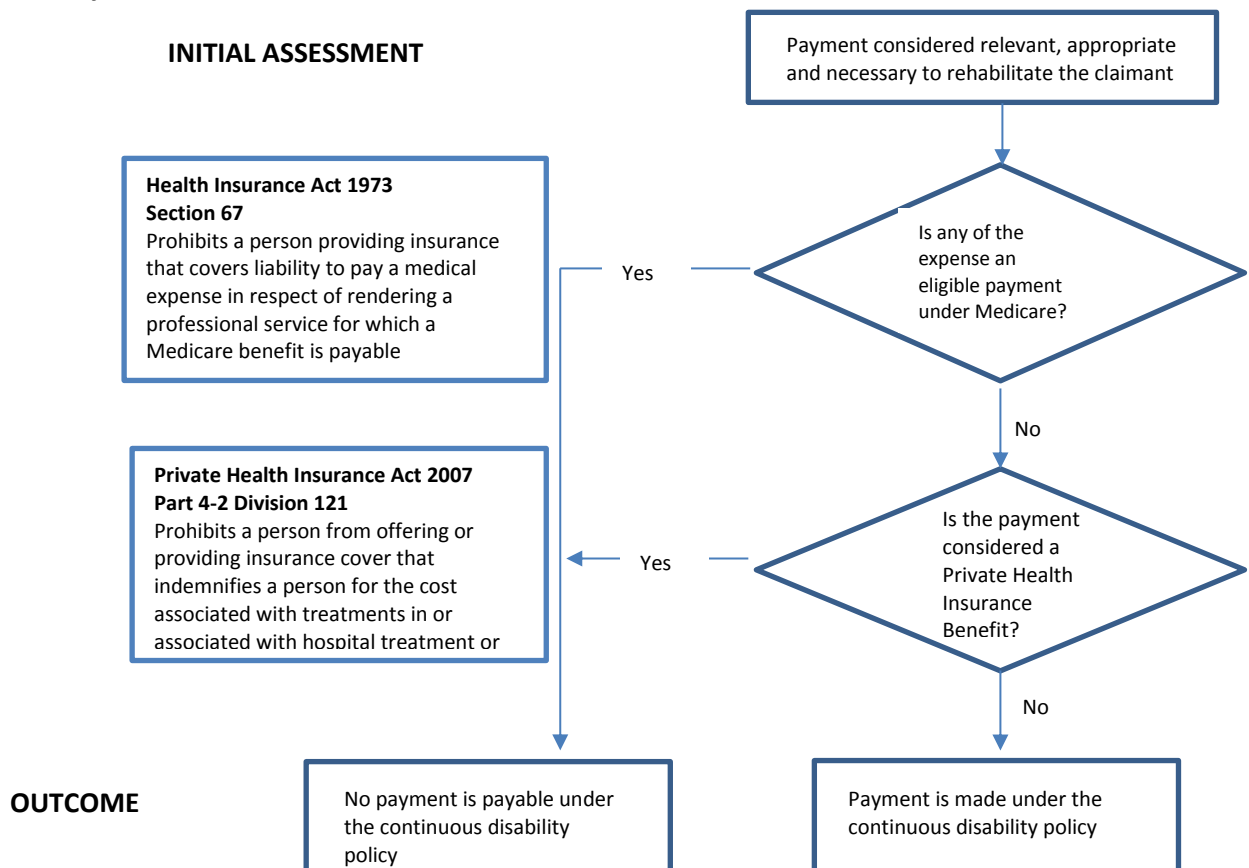 INITIAL ASSESSMENT
Payment considered relevant, appropriate
and necessary to rehabilitate the claimant
Health Insurance Act 1973
Section 67
Prohibits a person providing insurance
that covers liability to pay a medical
expense in respect of rendering a
professional service for which a
Medicare benefit is payable
Is any of the
expense an
eligible payment
under Medicare?
Yes
No
Private Health Insurance Act 2007
Part 4-2 Division 121
Prohibits a person from offering or
providing insurance cover that
indemnifies a person for the cost
associated with treatments in or
associated with hospital treatment or
Is the payment
considered a
Private Health
Insurance
Benefit?
Yes
No
OUTCOME
No payment is payable under
the continuous disability
policy
Payment is made under the
continuous disability policy